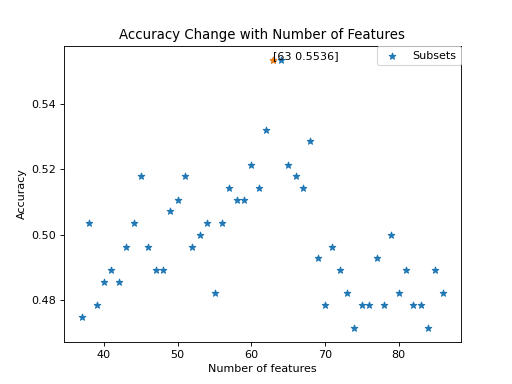 Accuracy Change with Number of Features
[63 0.5536]
Subsets
0.54
0.52
0.50
0.48
Accuracy
40 50 60 70 80
Number of features